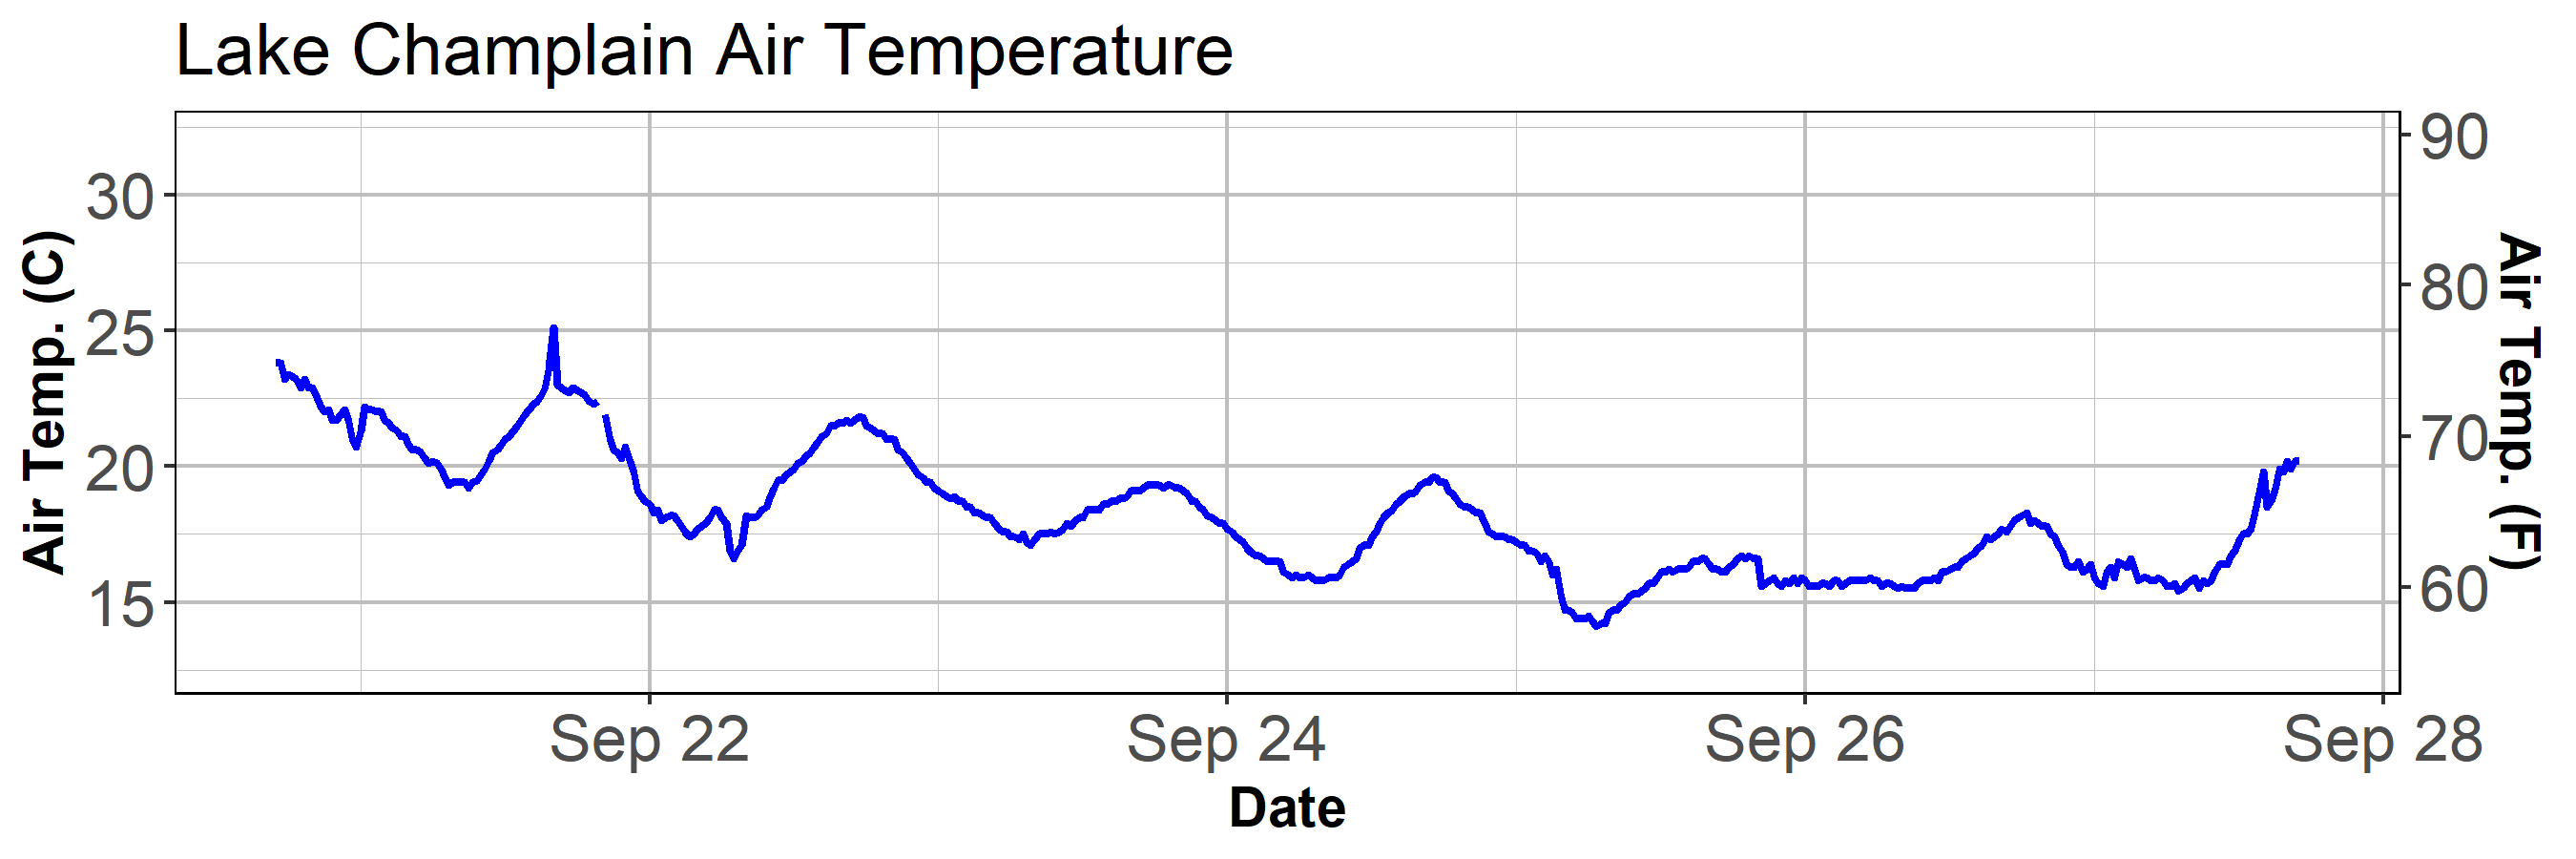 Lake Champlain Air Temperature
Air Temp. (C)
30
25
20
15
90
80
70
60
Air Temp. (F)
Sep 22
Sep 24
Sep 26
Sep 28
Date